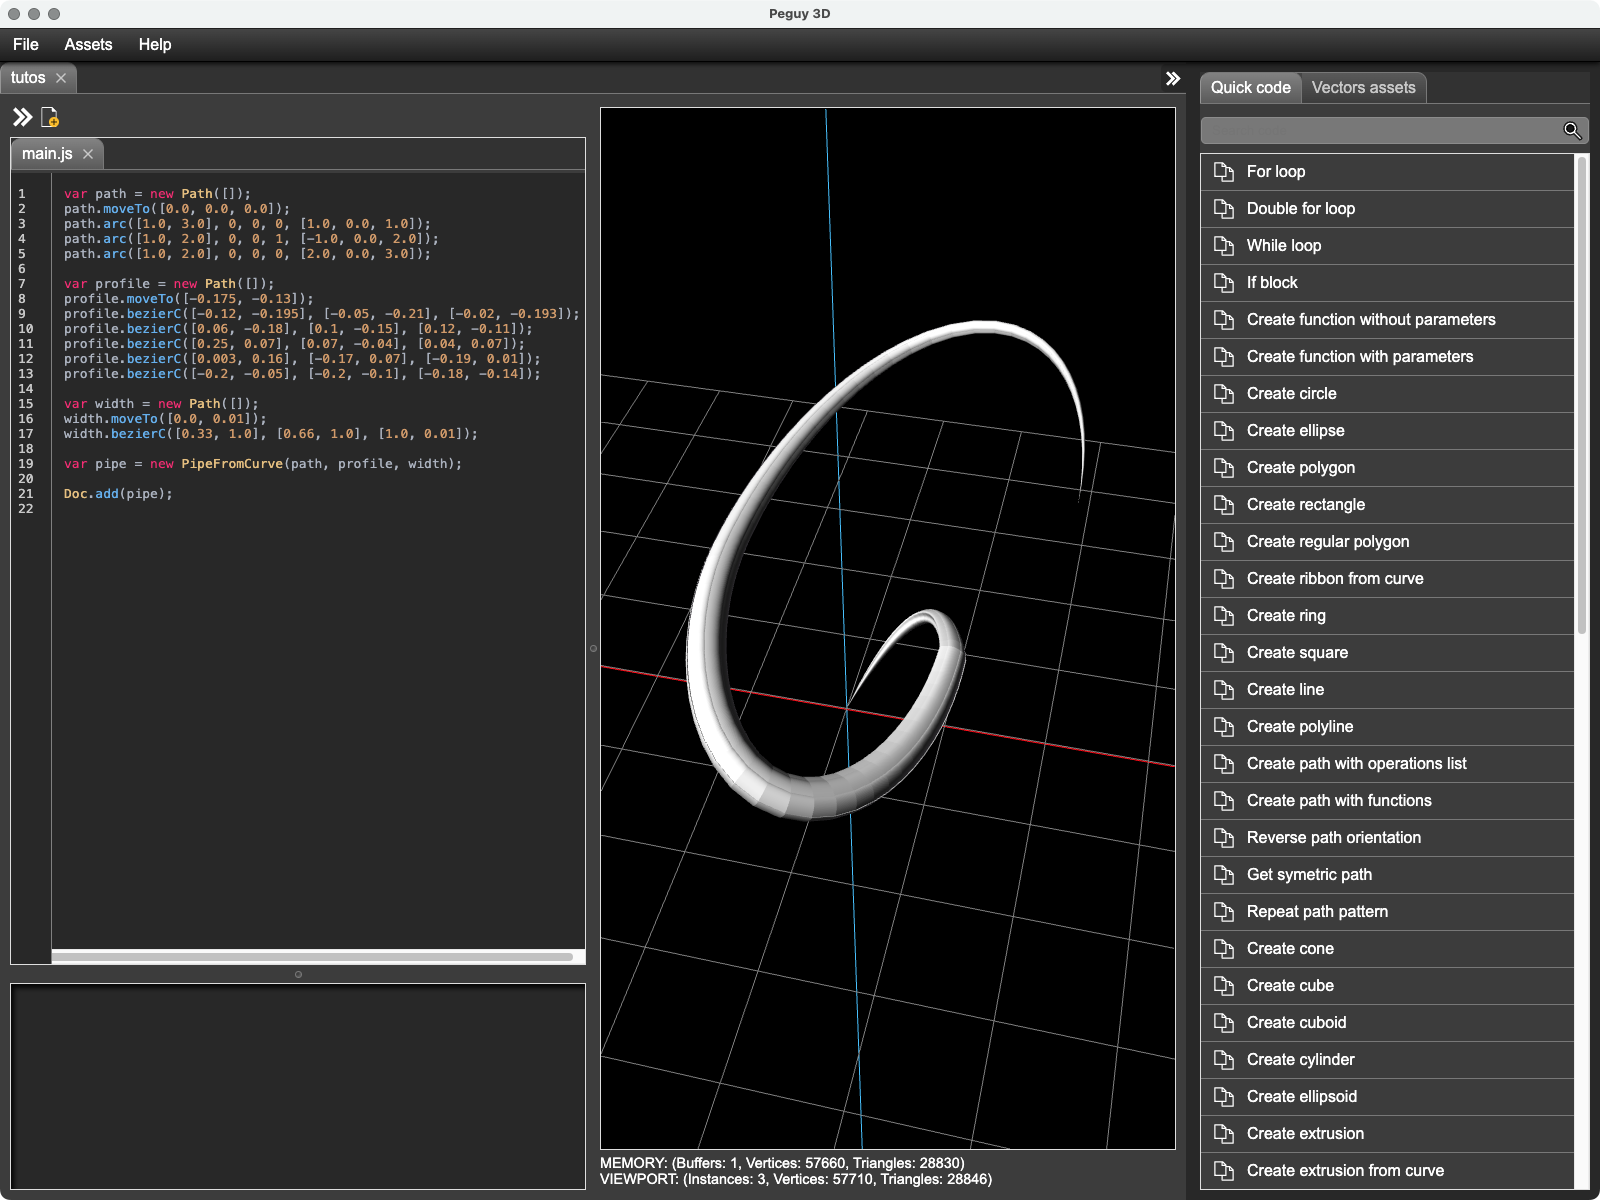 Peguy 3D
File Assets Help
tutos
main.js
1 var path = new Path([]);
2 path.moveTo([0.0, 0.0, 0.0]);
3 path.arc([1.0, 3.0], 0, 0, 0, [1.0, 0.0, 1.0]);
4 path.arc([1.0, 2.0], 0, 0, 1, [-1.0, 0.0, 2.0]);
5 path.arc([1.0, 2.0], 0, 0, 0, [2.0, 0.0, 3.0]);
6
7 var profile = new Path([]);
8 profile.moveTo([-0.175, -0.13]);
9 profile.bezierC([-0.12, -0.195], [-0.05, -0.21], [-0.02, -0.193]);
10 profile.bezierC([0.06, -0.18], [0.1, -0.15], [0.12, -0.11]);
11 profile.bezierC([0.25, 0.07], [0.07, -0.04], [0.04, 0.07]);
12 profile.bezierC([0.003, 0.16], [-0.17, 0.07], [-0.19, 0.01]);
13 profile.bezierC([-0.2, -0.05], [-0.2, -0.1], [-0.18, -0.14]);
14
15 var width = new Path([]);
16 width.moveTo([0.0, 0.01]);
17 width.bezierC([0.33, 1.0], [0.66, 1.0], [1.0, 0.01]);
18
19 var pipe = new PipeFromCurve(path, profile, width);
20
21 Doc.add(pipe);
22
MEMORY: (Buffers: 1, Vertices: 57660, Triangles: 28830)
VIEWPORT: (Instances: 3, Vertices: 57710, Triangles: 28846)
Quick code Vectors assets
For loop
Double for loop
While loop
If block
Create function without parameters
Create function with parameters
Create circle
Create ellipse
Create polygon
Create rectangle
Create regular polygon
Create ribbon from curve
Create ring
Create square
Create line
Create polyline
Create path with operations list
Create path with functions
Reverse path orientation
Get symetric path
Repeat path pattern
Create cone
Create cube
Create cuboid
Create cylinder
Create ellipsoid
Create extrusion
Create extrusion from curve